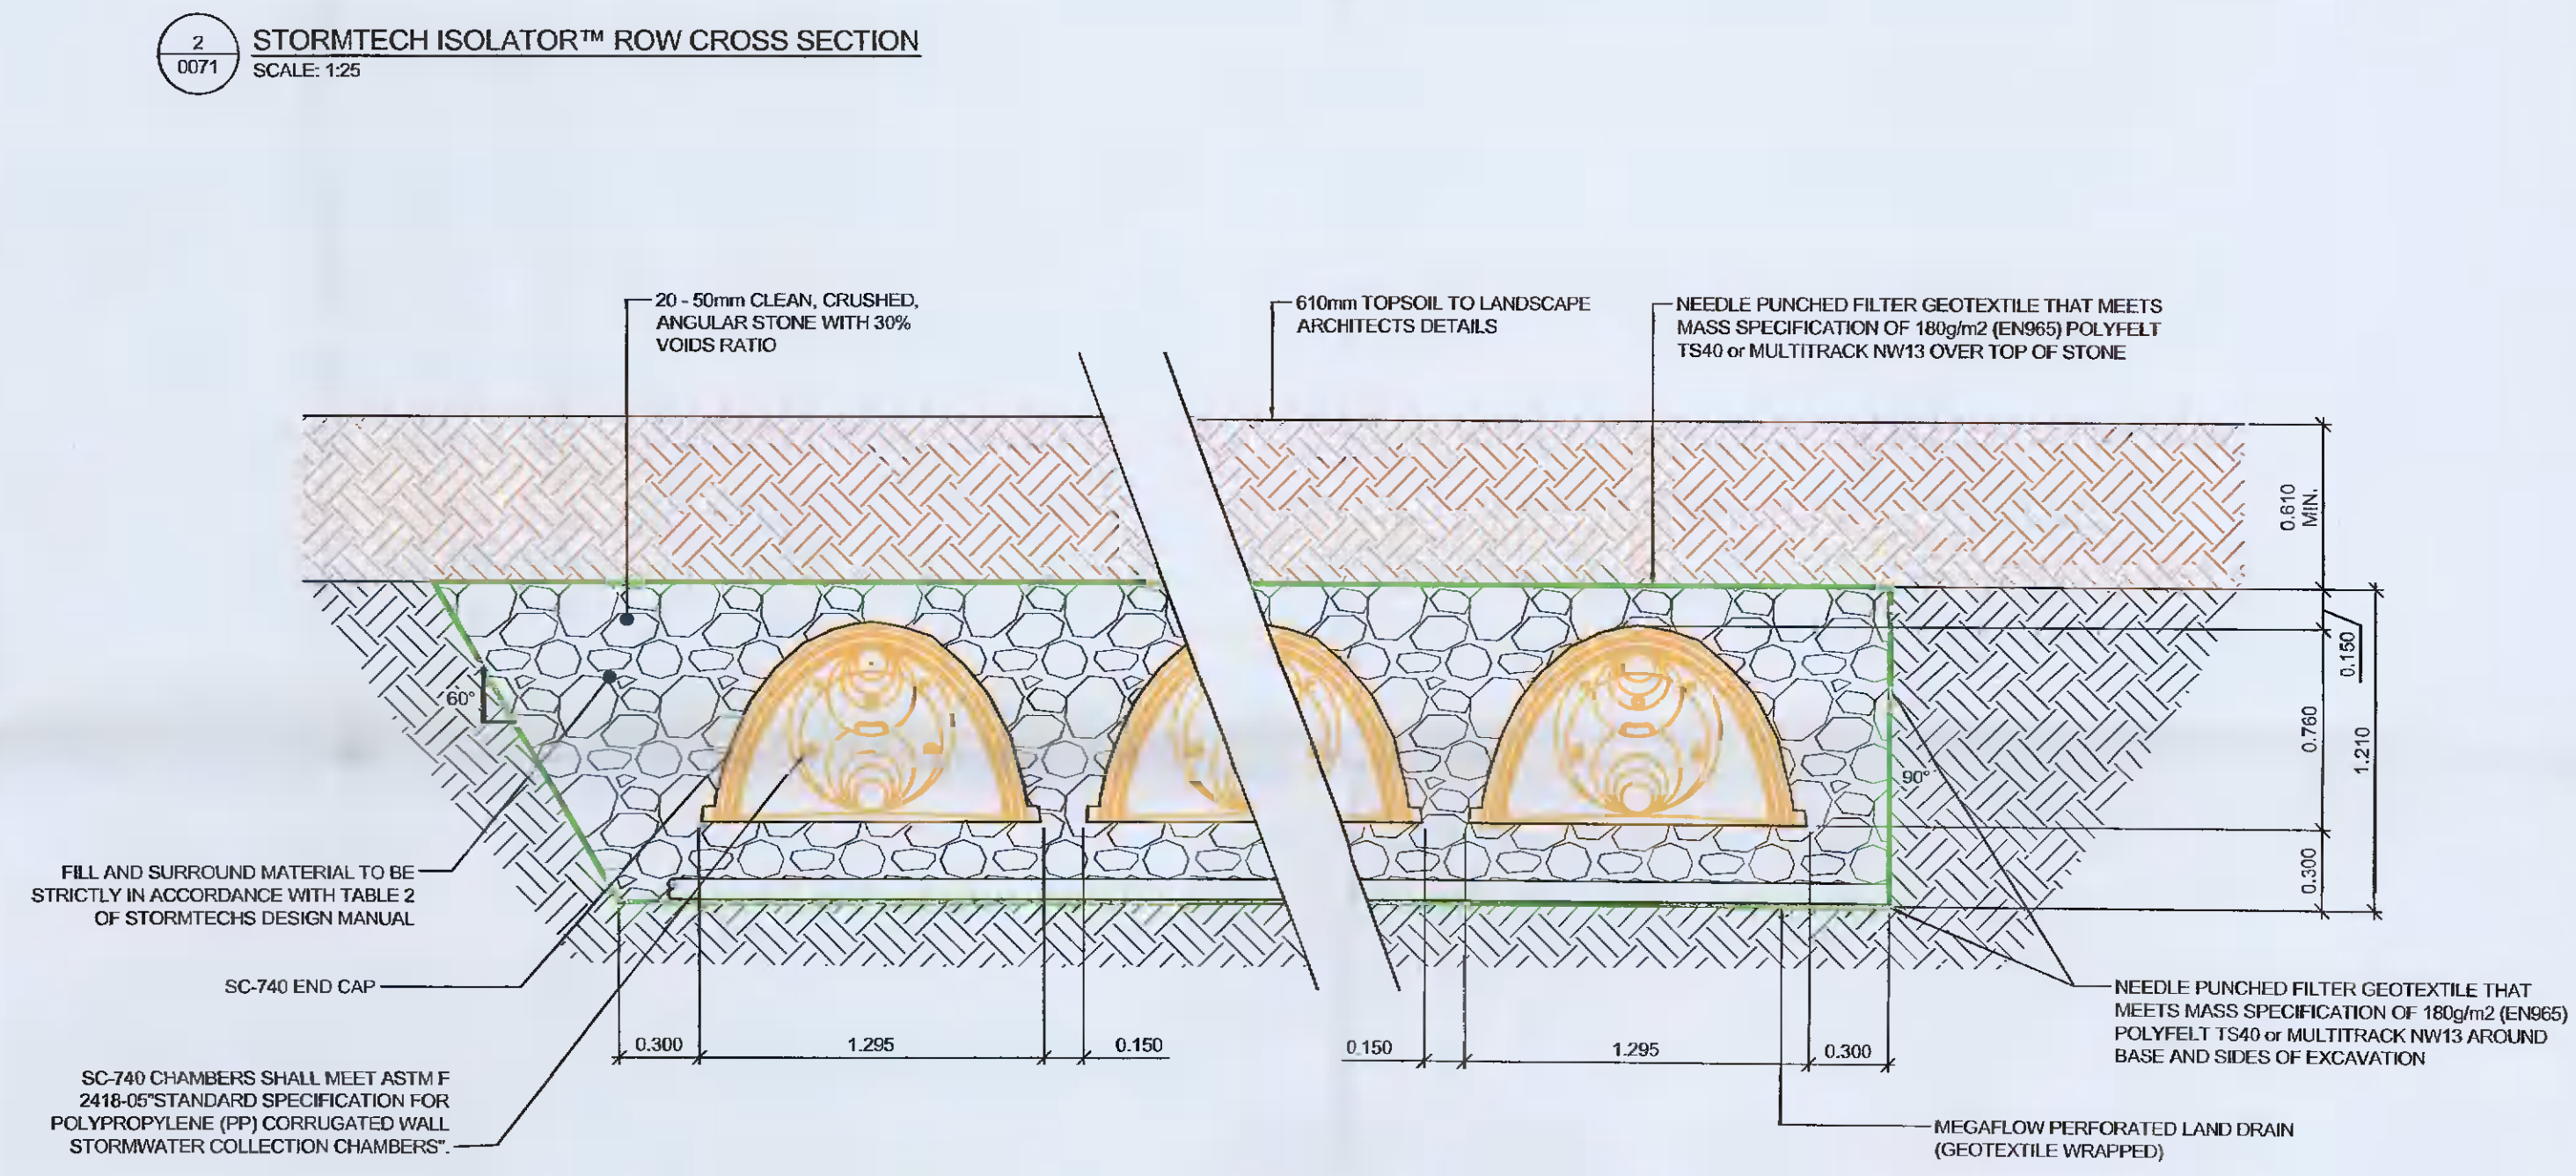 2
0071
STORMTECH ISOLATOR™ ROW CROSS SECTION
SCALE: 1:25
20 - 50mm CLEAN, CRUSHED,
ANGULAR STONE WITH 30%
VOIDS RATIO
610mm TOPSOIL TO LANDSCAPE
ARCHITECTS DETAILS
NEEDLE PUNCHED FILTER GEOTEXTILE THAT MEETS
MASS SPECIFICATION OF 180g/m2 (EN965) POLYFELT
TS40 or MULTITRACK NW13 OVER TOP OF STONE
0.610
MIN.
0.150
0.760
1.210
0.300
60°
90°
FILL AND SURROUND MATERIAL TO BE
STRICTLY IN ACCORDANCE WITH TABLE 2
OF STORMTECHS DESIGN MANUAL
SC-740 END CAP
SC-740 CHAMBERS SHALL MEET ASTM F
2418-05"STANDARD SPECIFICATION FOR
POLYPROPYLENE (PP) CORRUGATED WALL
STORMWATER COLLECTION CHAMBERS".
0.300
1.295
0.150
0.150
1.295
0.300
NEEDLE PUNCHED FILTER GEOTEXTILE THAT
MEETS MASS SPECIFICATION OF 180g/m2 (EN965)
POLYFELT TS40 or MULTITRACK NW13 AROUND
BASE AND SIDES OF EXCAVATION
MEGAFLOW PERFORATED LAND DRAIN
(GEOTEXTILE WRAPPED)